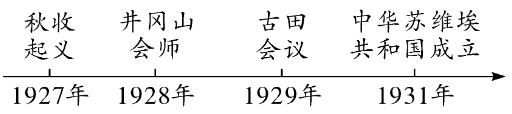 秋收 井冈山 古田 中华苏维埃
起义 会师 会议 共和国成立
1927年 1928年 1929年 1931年